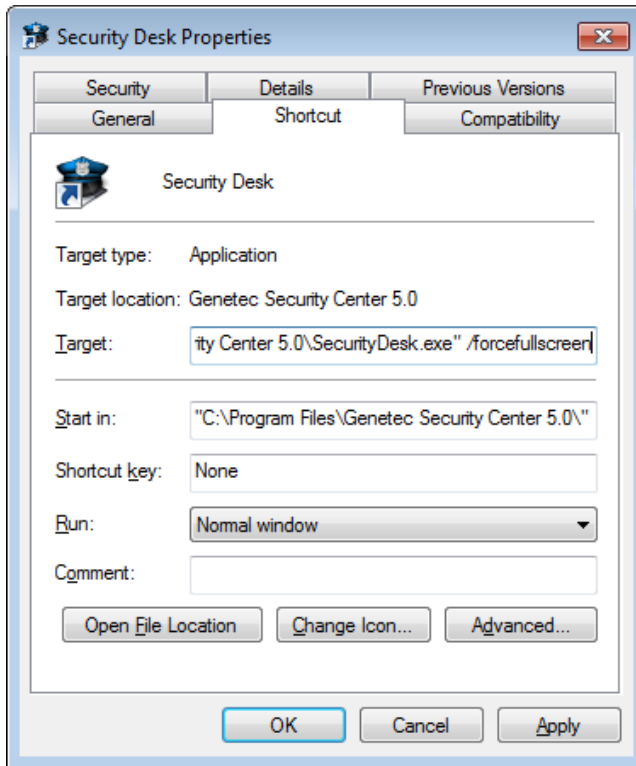 Security Desk Properties
Security Details Previous Versions
General Shortcut Compatibility
Security Desk
Target type: Application
Target location: Genetec Security Center 5.0
Target: ity Center 5.0\SecurityDesk.exe" /forcefullscreen
Start in: "C:\Program Files\Genetec Security Center 5.0\"
Shortcut key: None
Run: Normal window
Comment:
Open File Location Change Icon... Advanced...
OK Cancel Apply